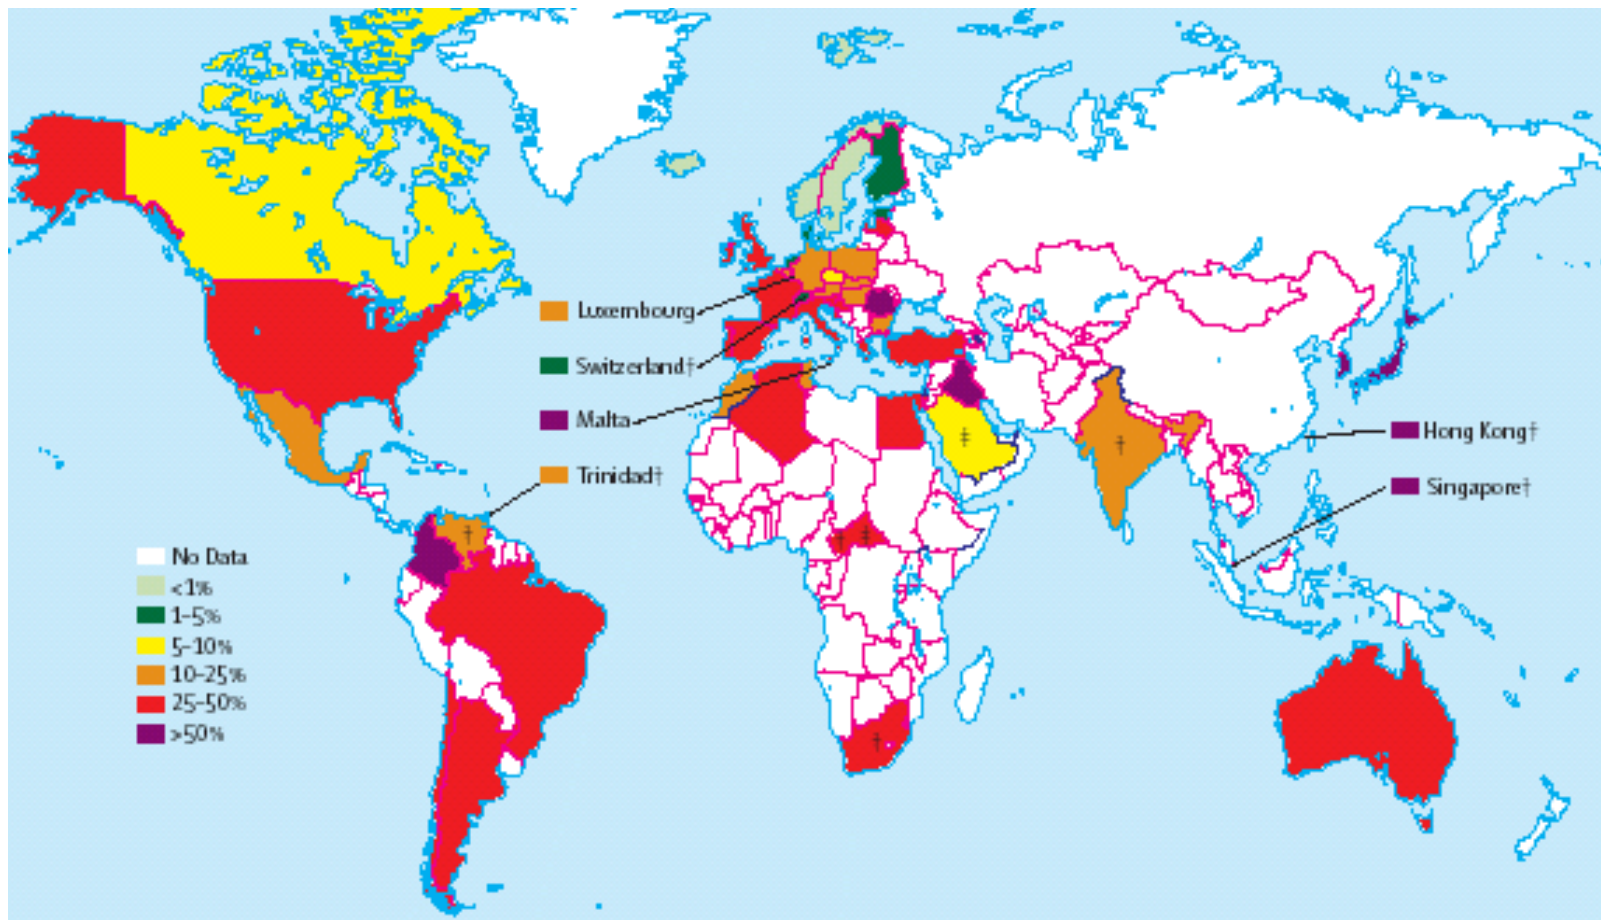 Luxembourg
Switzerland†
Malta
Trinidad†
Hong Kong†
Singapore†
‡
†
†
†
‡
†
No Data
<1%
1-5%
5-10%
10-25%
25-50%
>50%